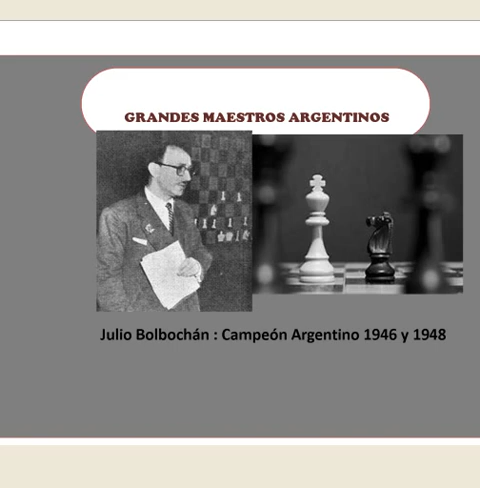 GRANDES MAESTROS ARGENTINOS
Julio Bolbochán : Campeón Argentino 1946 y 1948